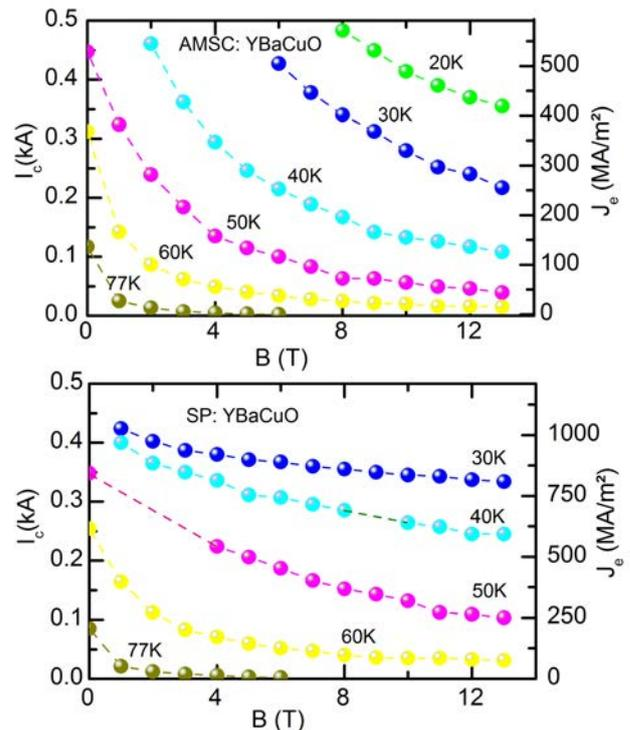 0.5
AMSC: YBaCuO
20K
500
0.4
30K
400
0.3
40K
300
I_c(kA)
J_e (MA/m²)
0.2
50K
200
60K
0.1
77K
100
0.0
0
0 4 8 12
B (T)
0.5
SP: YBaCuO
1000
0.4
30K
750
0.3
40K
I_c(kA)
500
J_e (MA/m²)
0.2
50K
250
0.1
77K
60K
0.0
0
0 4 8 12
B (T)